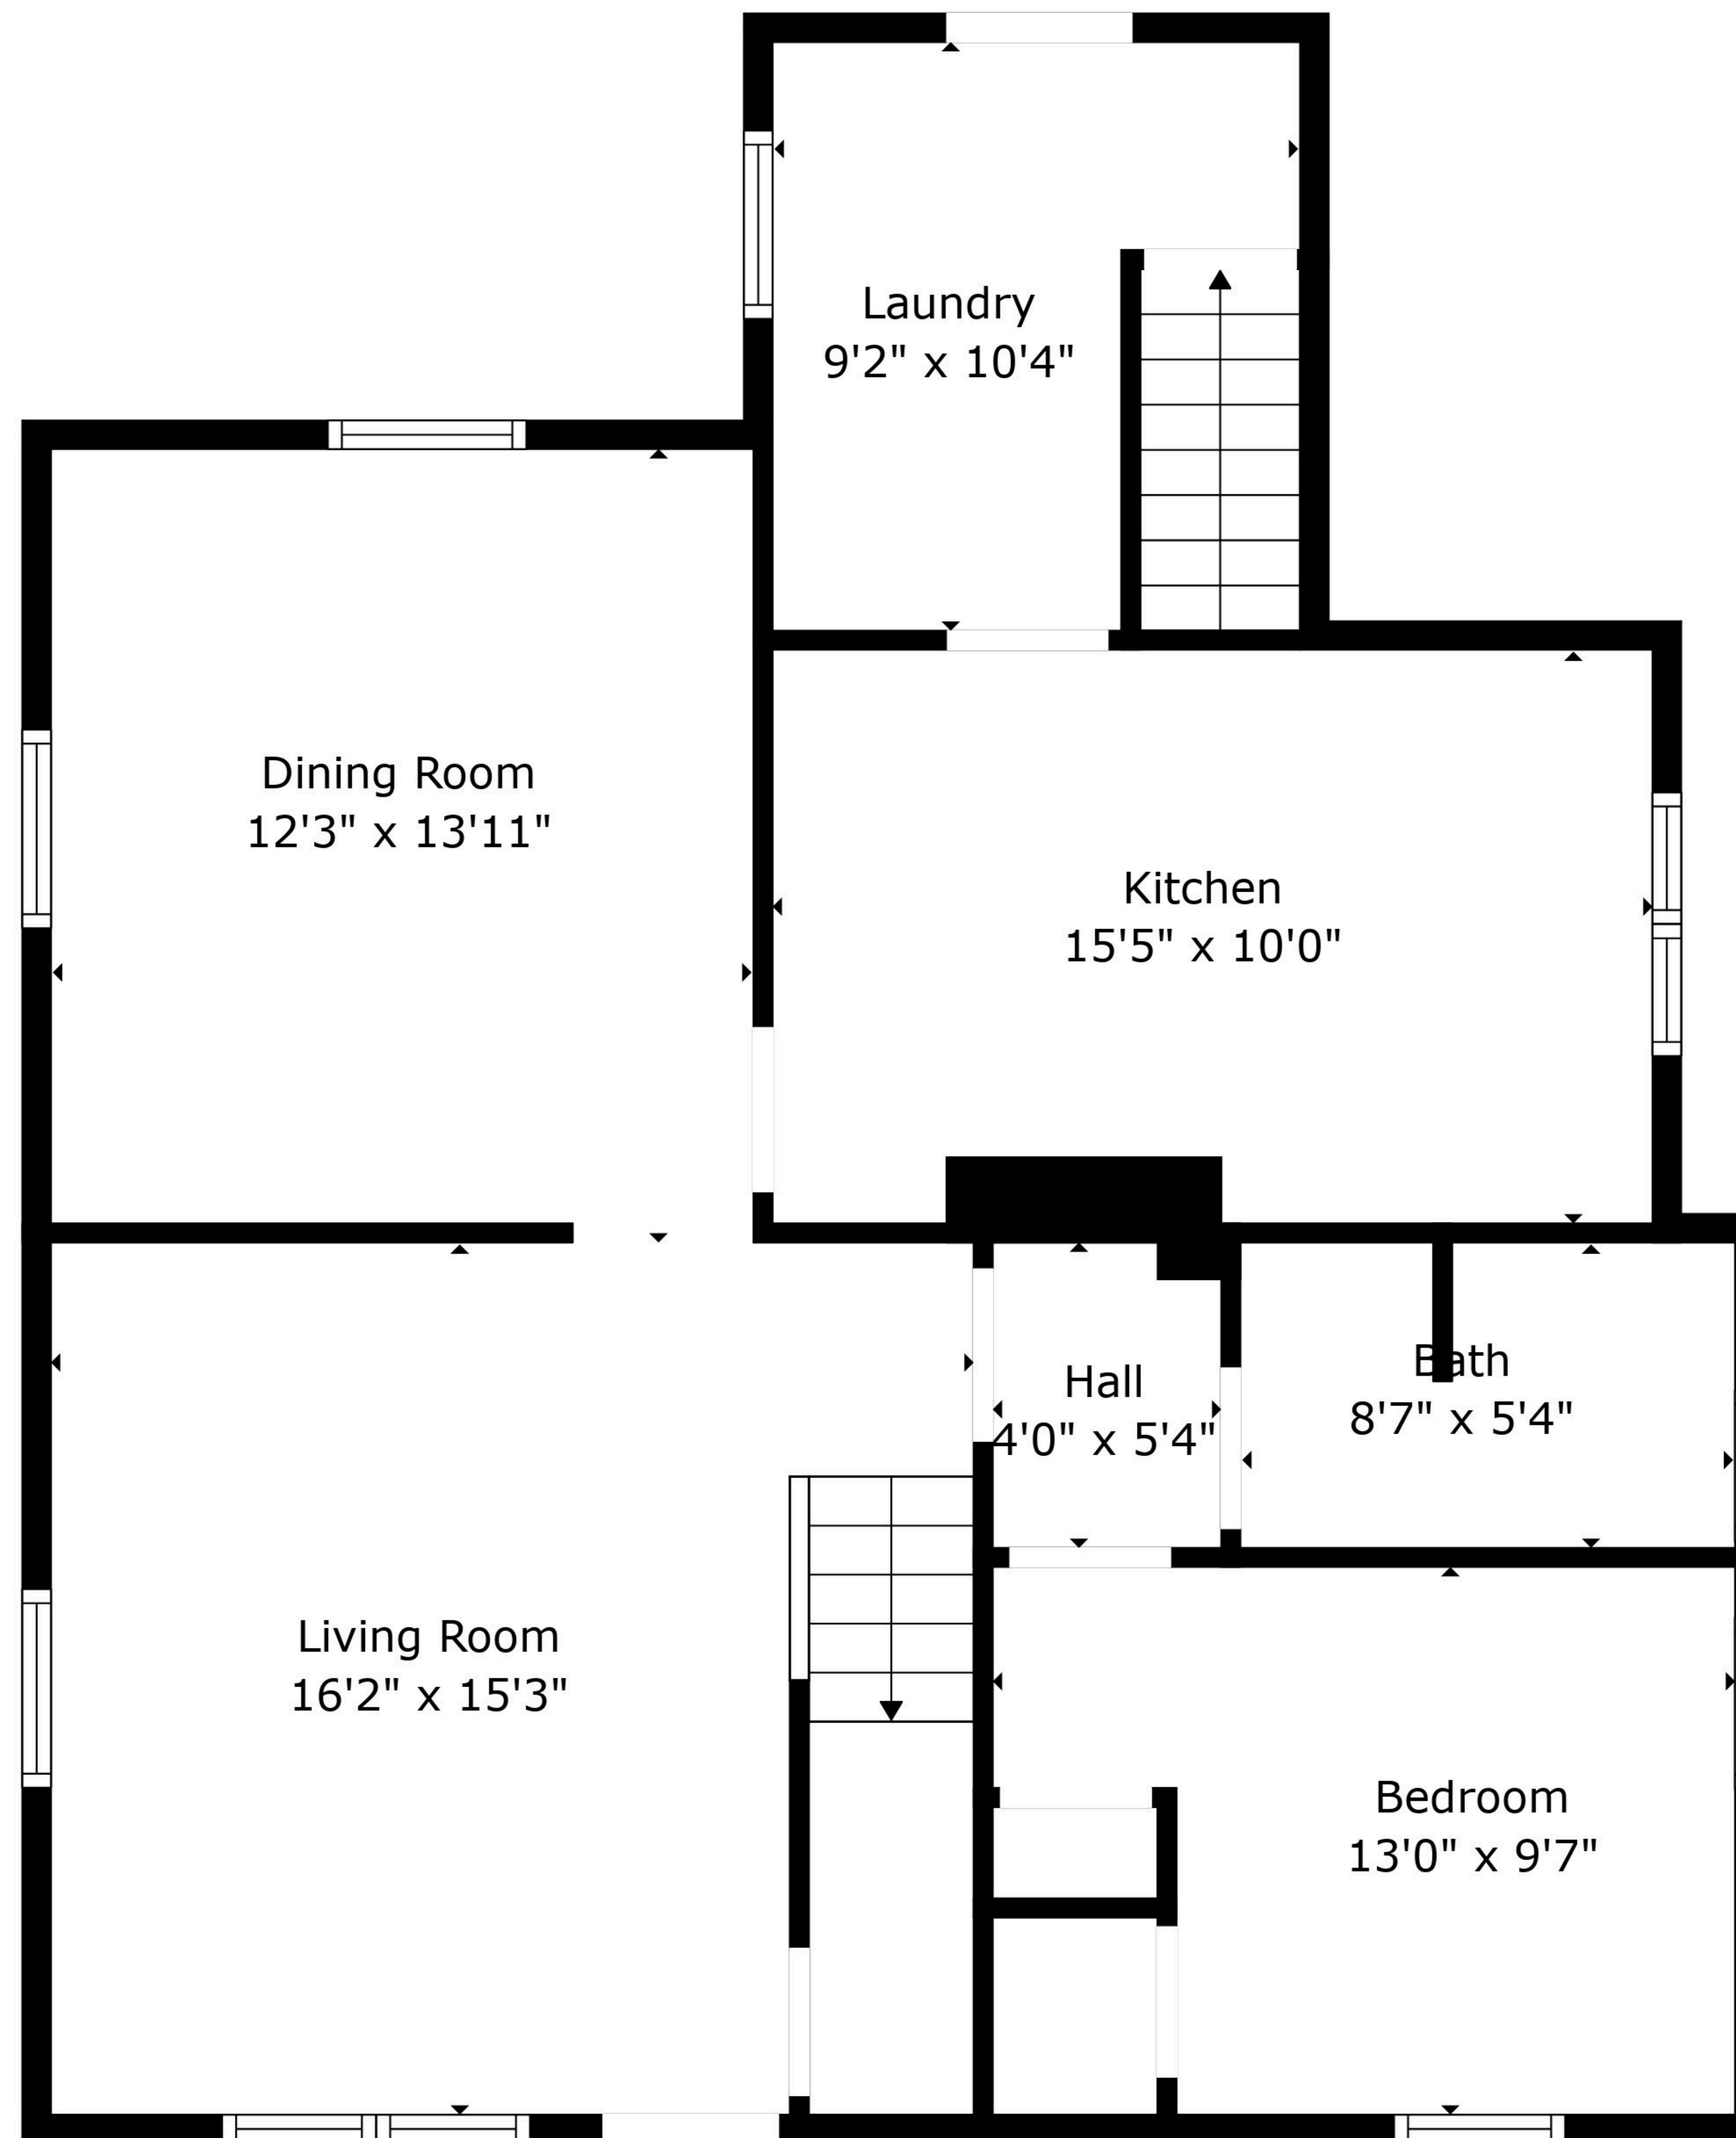 Laundry
9'2" x 10'4"
Dining Room
12'3" x 13'11"
Kitchen
15'5" x 10'0"
Hall
4'0" x 5'4"
Bath
8'7" x 5'4"
Living Room
16'2" x 15'3"
Bedroom
13'0" x 9'7"